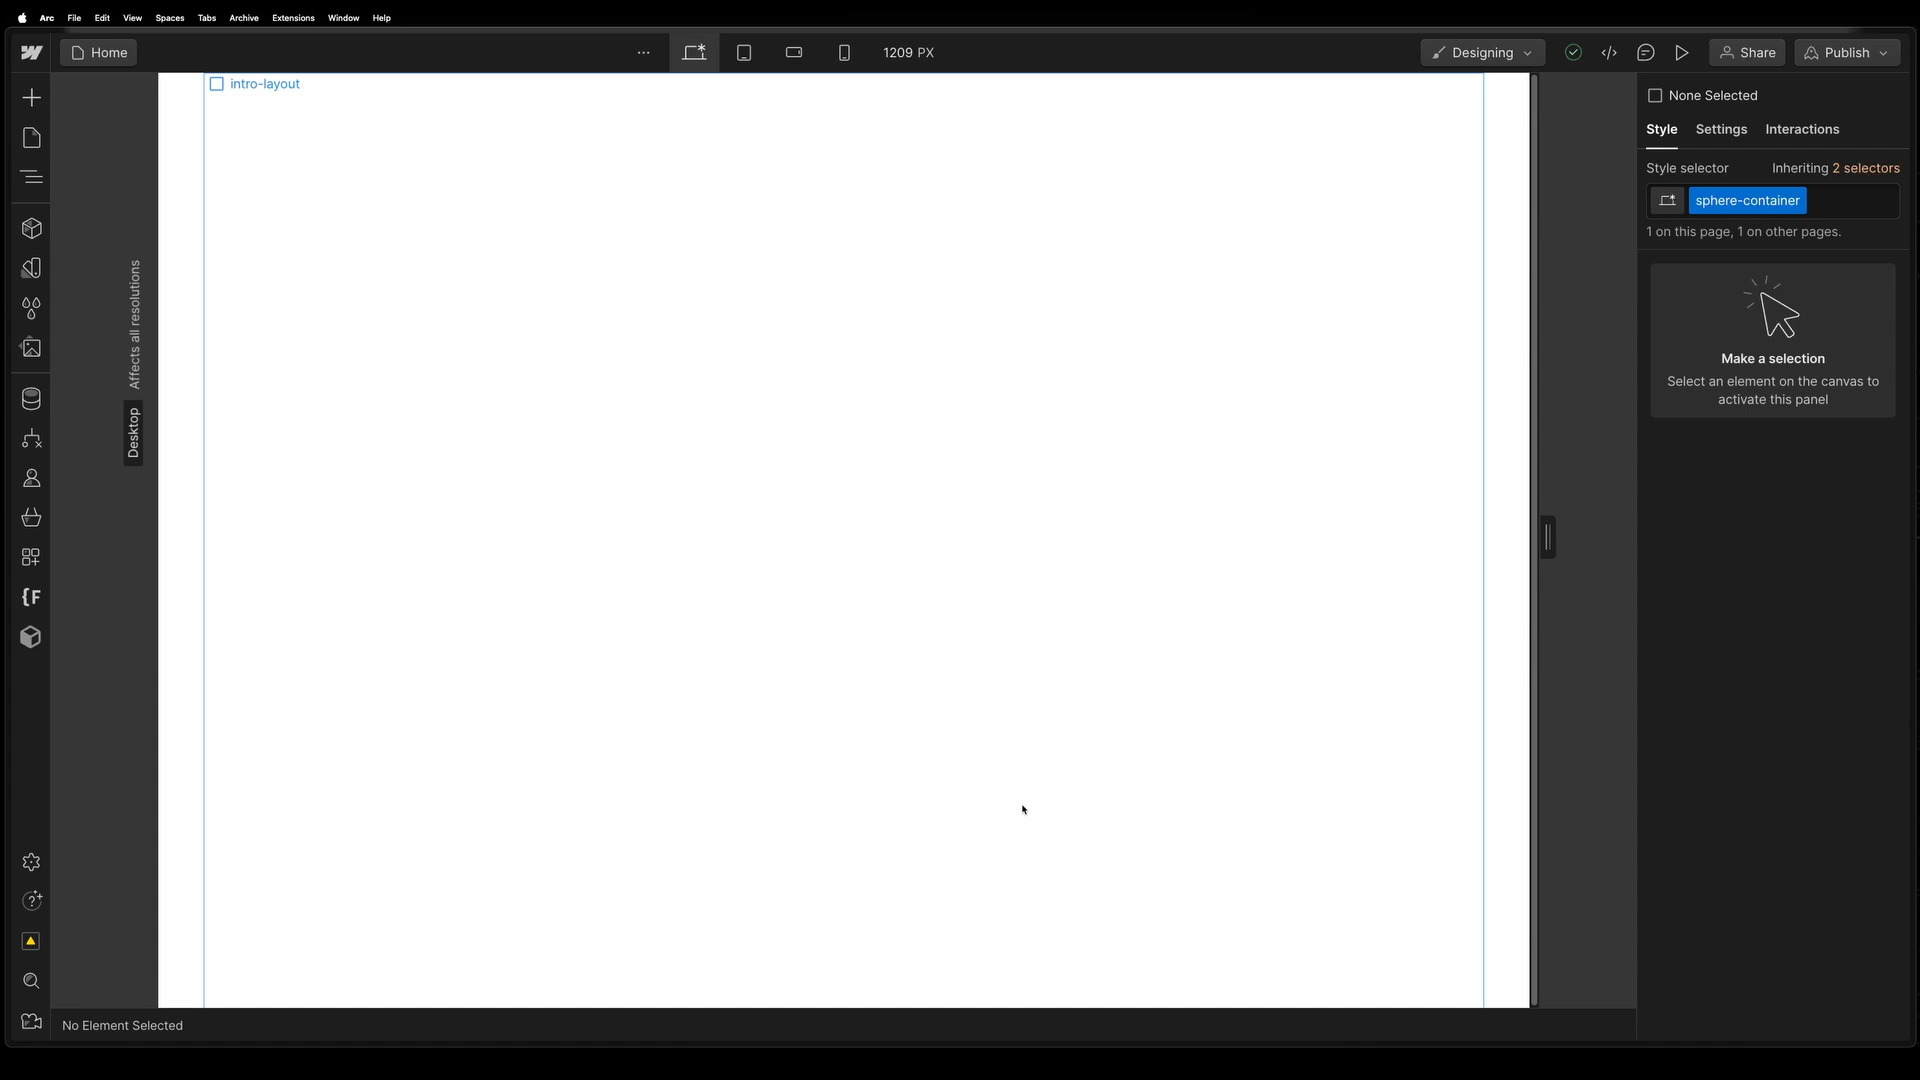 Arc File Edit View Spaces Tabs Archive Extensions Window Help
Home
1209 PX
Designing
Share
Publish
intro-layout
None Selected
Style Settings Interactions
Style selector
Inheriting 2 selectors
sphere-container
1 on this page, 1 on other pages.
Make a selection
Select an element on the canvas to
activate this panel
Affects all resolutions
Desktop
{F
No Element Selected